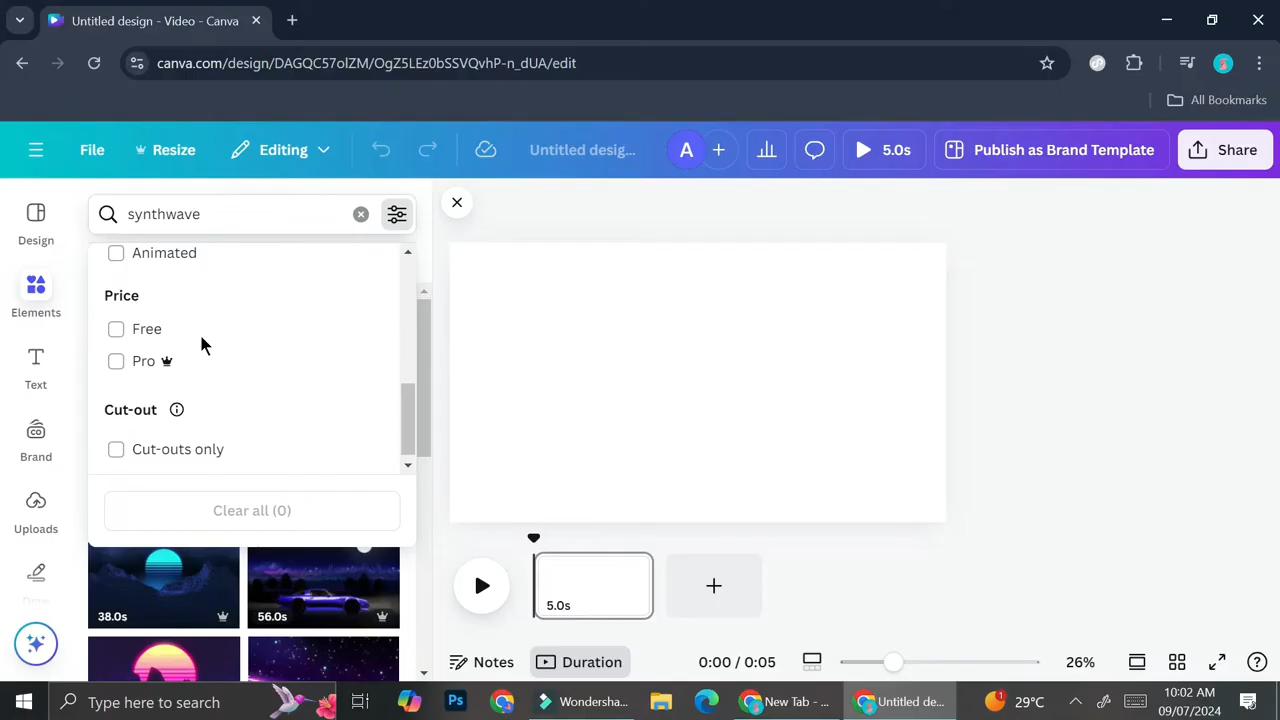 Untitled design - Video - Canva
canva.com/design/DAGQC57olZM/OgZ5LEz0bSSVQvhP-n_dUA/edit
All Bookmarks
File
Resize
Editing
Untitled desig...
A
5.0s
Publish as Brand Template
Share
Design
Elements
Text
Brand
Uploads
Draw
synthwave
Animated
Price
Free
Pro
Cut-out
Cut-outs only
Clear all (0)
38.0s
56.0s
5.0s
Notes
Duration
0:00 / 0:05
26%
Type here to search
Ps
Wondersha...
New Tab - ...
Untitled de...
1
29°C
10:02 AM
09/07/2024